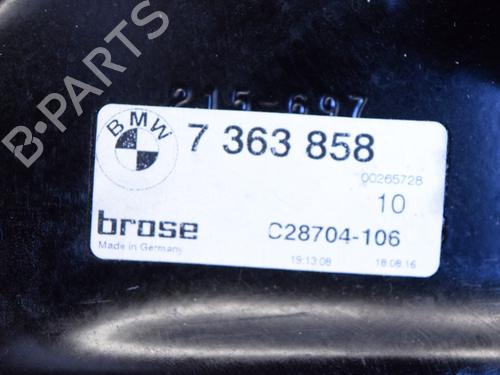 B-PARTS
215-697
BMW
7 363 858
00265728
10
brose
C28704-106
Made in Germany
19:13:08
18.08.16